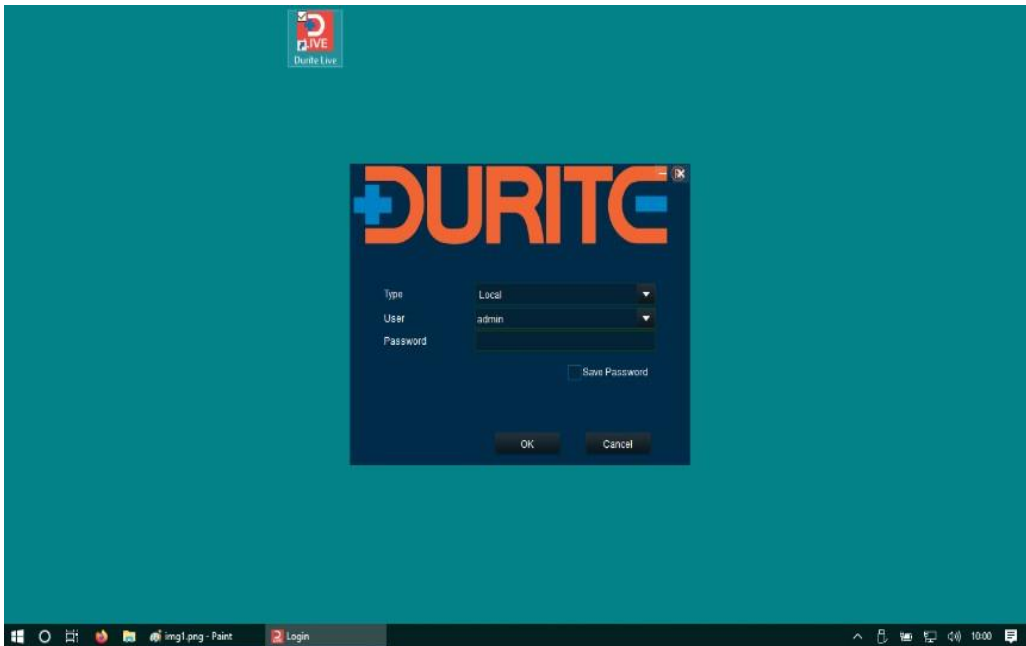 LIVE
Durite Live
DURITE
Type Local
User admin
Password
Save Password
OK Cancel
img1.png - Paint Login 10:00